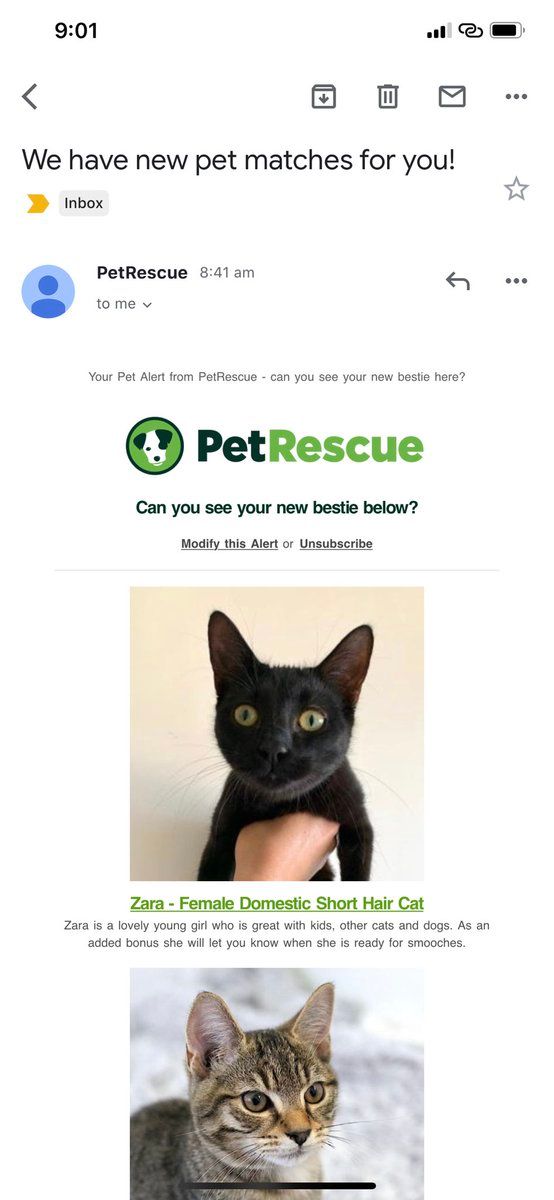 9:01
We have new pet matches for you!
Inbox
PetRescue 8:41 am
to me
Your Pet Alert from PetRescue - can you see your new bestie here?
PetRescue
Can you see your new bestie below?
Modify this Alert or Unsubscribe
Zara - Female Domestic Short Hair Cat
Zara is a lovely young girl who is great with kids, other cats and dogs. As an
added bonus she will let you know when she is ready for smooches.